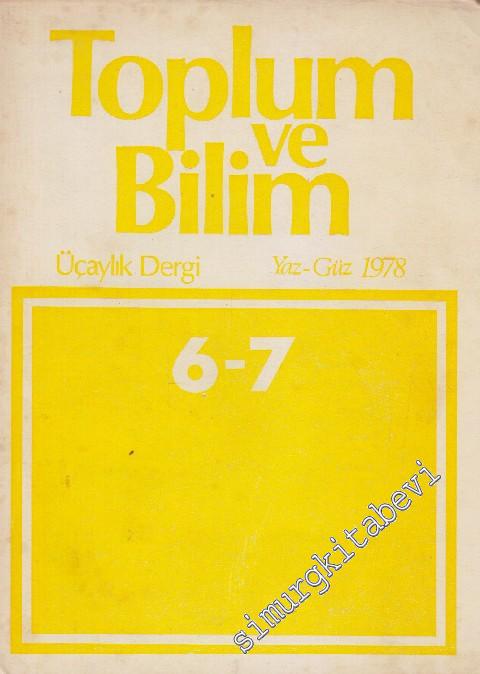 Toplum
ve
Bilim
Üçaylık Dergi
Yaz-Güz 1978
6-7
simurgkitabevi